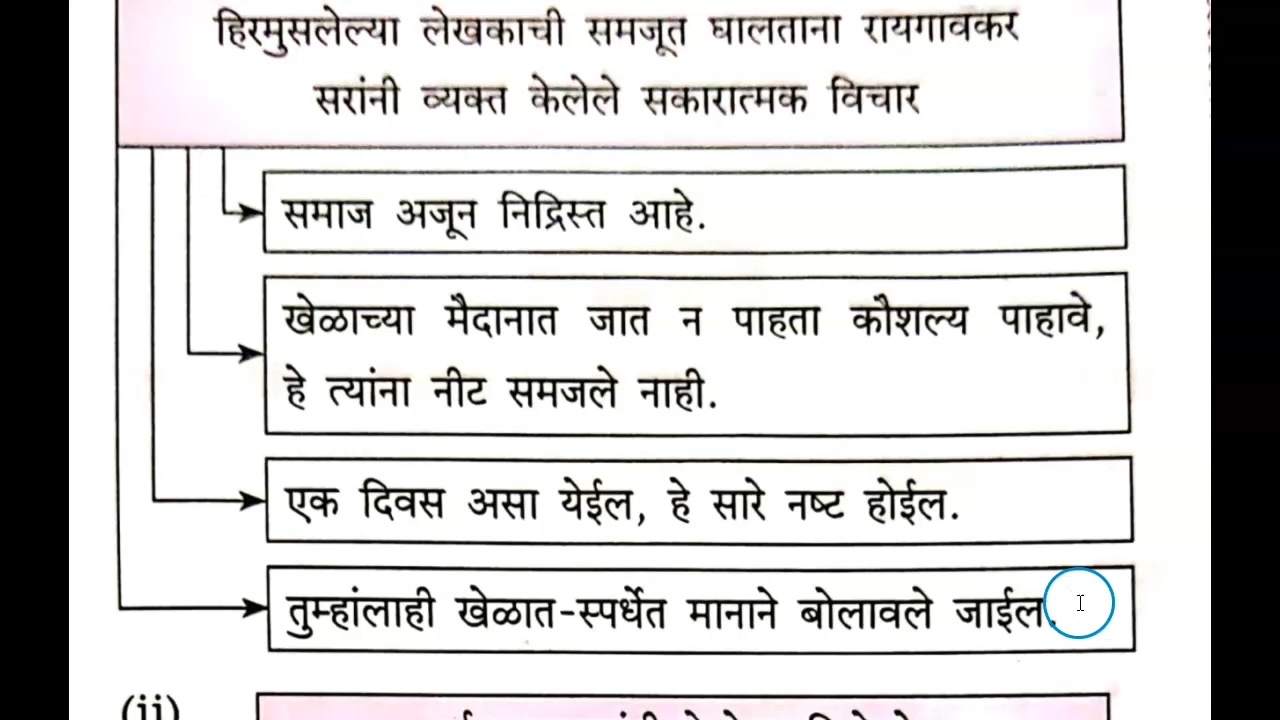 हिरमुसलेल्या लेखकाची समजूत घालताना रायगावकर
सरांनी व्यक्त केलेले सकारात्मक विचार
समाज अजून निद्रिस्त आहे.
खेळाच्या मैदानात जात न पाहता कौशल्य पाहावे,
हे त्यांना नीट समजले नाही.
एक दिवस असा येईल, हे सारे नष्ट होईल.
तुम्हांलाही खेळात-स्पर्धेत मानाने बोलावले जाईल.
(ii)